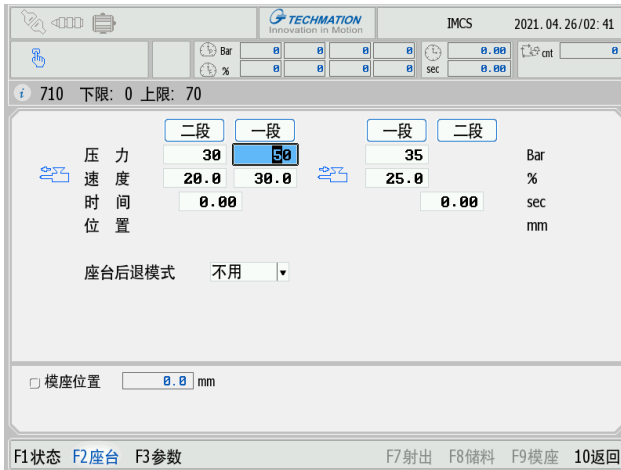 TECHMATION
Innovation in Motion
IMCS 2021.04.26/02:41
Bar 0 0 0 0 0.00 cnt 0
% 0 0 0 0 sec 0.00
i 710 下限: 0 上限: 70
二段 一段 一段 二段
压 力 30 50 35 Bar
速 度 20.0 30.0 25.0 %
时 间 0.00 0.00 sec
位 置 mm
座台后退模式 不用
模座位置 0.0 mm
F1状态 F2座台 F3参数 F7射出 F8储料 F9模座 10返回